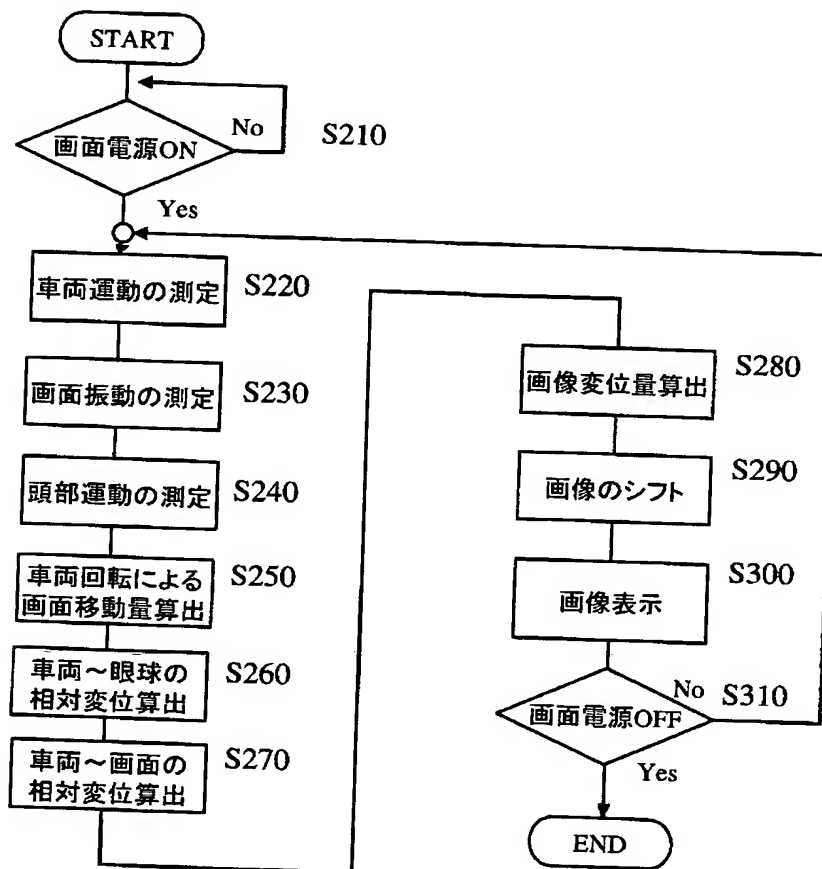 START
画面電源ON
No
S210
Yes
車両運動の測定
S220
画面振動の測定
S230
頭部運動の測定
S240
車両回転による
画面移動量算出
S250
車両～眼球の
相対変位算出
S260
車両～画面の
相対変位算出
S270
画像変位量算出
S280
画像のシフト
S290
画像表示
S300
画面電源OFF
No
S310
Yes
END